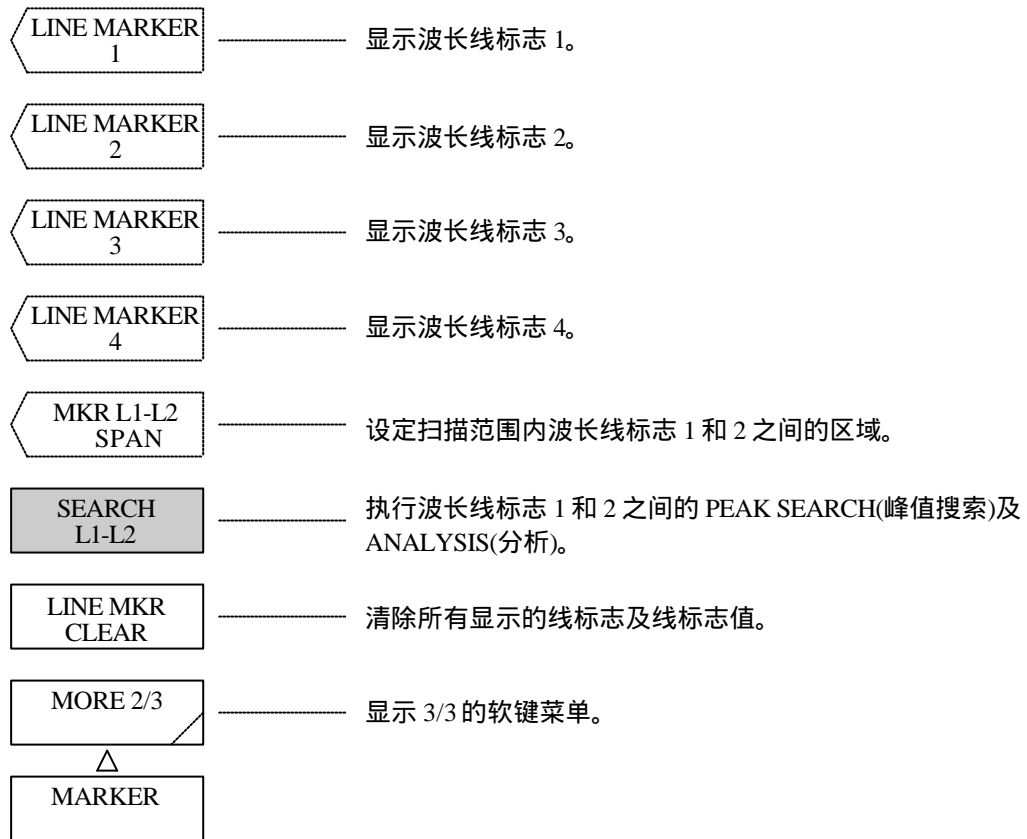 LINE MARKER
1
显示波长线标志 1。
LINE MARKER
2
显示波长线标志 2。
LINE MARKER
3
显示波长线标志 3。
LINE MARKER
4
显示波长线标志 4。
MKR L1-L2
SPAN
设定扫描范围内波长线标志 1 和 2 之间的区域。
SEARCH
L1-L2
执行波长线标志 1 和 2 之间的 PEAK SEARCH(峰值搜索)及
ANALYSIS(分析)。
LINE MKR
CLEAR
清除所有显示的线标志及线标志值。
MORE 2/3
显示 3/3 的软键菜单。
MARKER